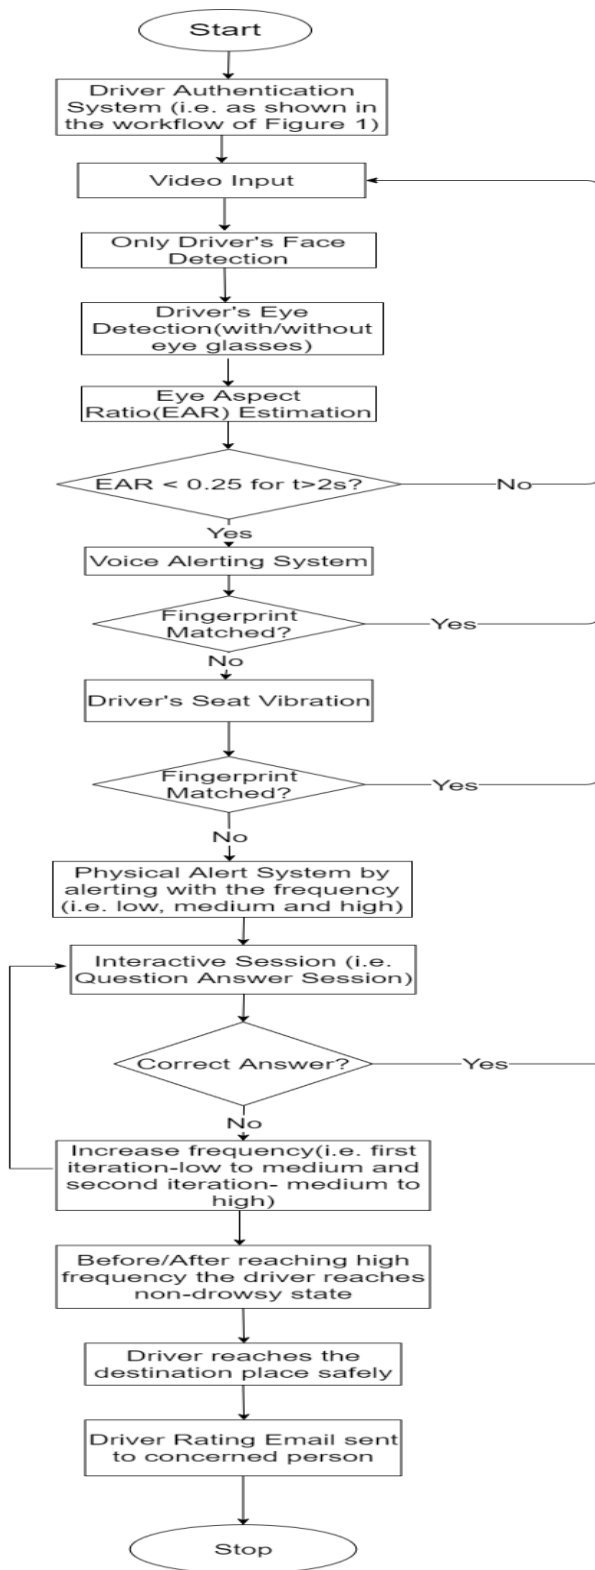 Start
Driver Authentication
System (i.e. as shown in
the workflow of Figure 1)
Video Input
Only Driver's Face
Detection
Driver's Eye
Detection(with/without
eye glasses)
Eye Aspect
Ratio(EAR) Estimation
EAR < 0.25 for t>2s?
No
Yes
Voice Alerting System
Fingerprint
Matched?
Yes
No
Driver's Seat Vibration
Fingerprint
Matched?
Yes
No
Physical Alert System by
alerting with the frequency
(i.e. low, medium and high)
Interactive Session (i.e.
Question Answer Session)
Correct Answer?
Yes
No
Increase frequency(i.e. first
iteration-low to medium and
second iteration- medium to
high)
Before/After reaching high
frequency the driver reaches
non-drowsy state
Driver reaches the
destination place safely
Driver Rating Email sent
to concerned person
Stop